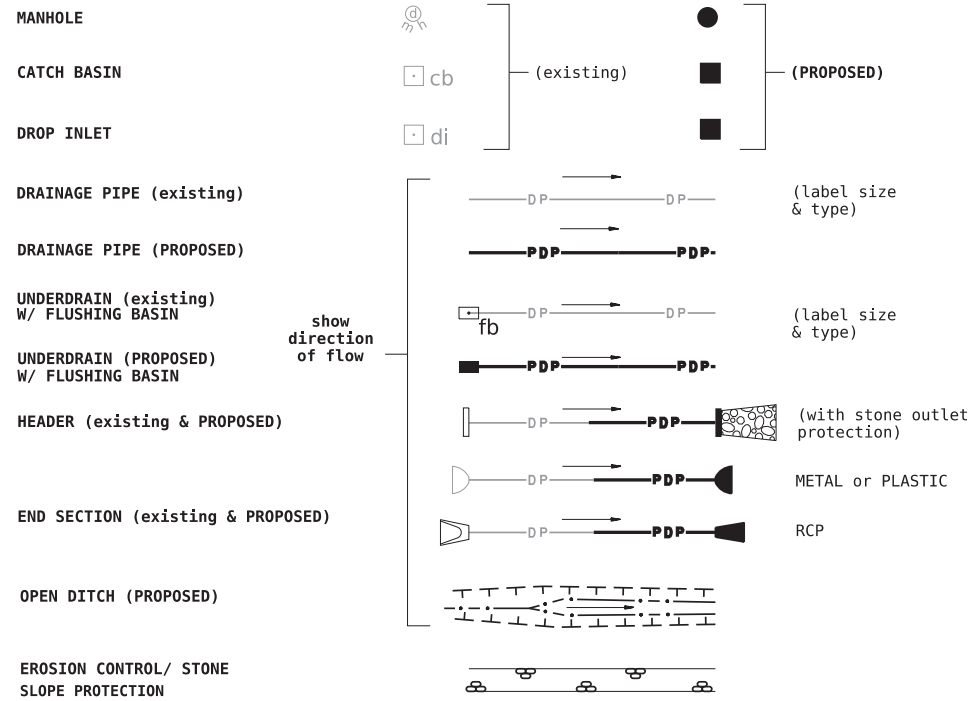 MANHOLE
d
mh
CATCH BASIN
cb
(existing)
(PROPOSED)
DROP INLET
di
DRAINAGE PIPE (existing)
DP DP
(label size
& type)
DRAINAGE PIPE (PROPOSED)
PDP PDP
UNDERDRAIN (existing)
W/ FLUSHING BASIN
fb
DP DP
(label size
& type)
show
direction
of flow
UNDERDRAIN (PROPOSED)
W/ FLUSHING BASIN
PDP PDP
HEADER (existing & PROPOSED)
DP PDP
(with stone outlet
protection)
DP PDP
METAL or PLASTIC
END SECTION (existing & PROPOSED)
DP PDP
RCP
OPEN DITCH (PROPOSED)
EROSION CONTROL/ STONE
SLOPE PROTECTION